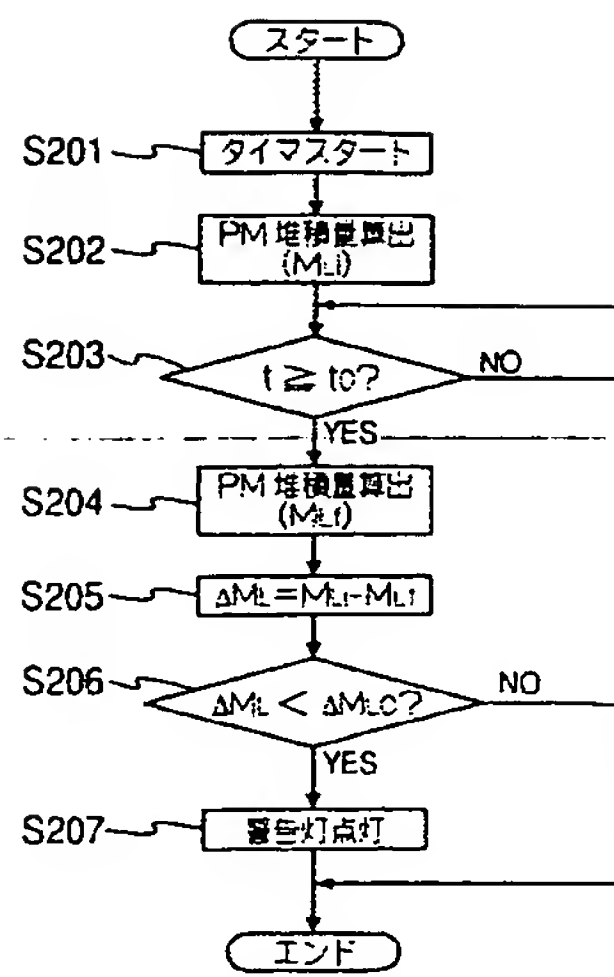 スタート
S201
タイマスタート
S202
PM 堆積量算出
(MLi)
S203
t ≧ t0?
NO
YES
S204
PM 堆積量算出
(MLf)
S205
ΔML=MLi-MLf
S206
ΔML < ΔML0?
NO
YES
S207
警告灯点灯
エンド